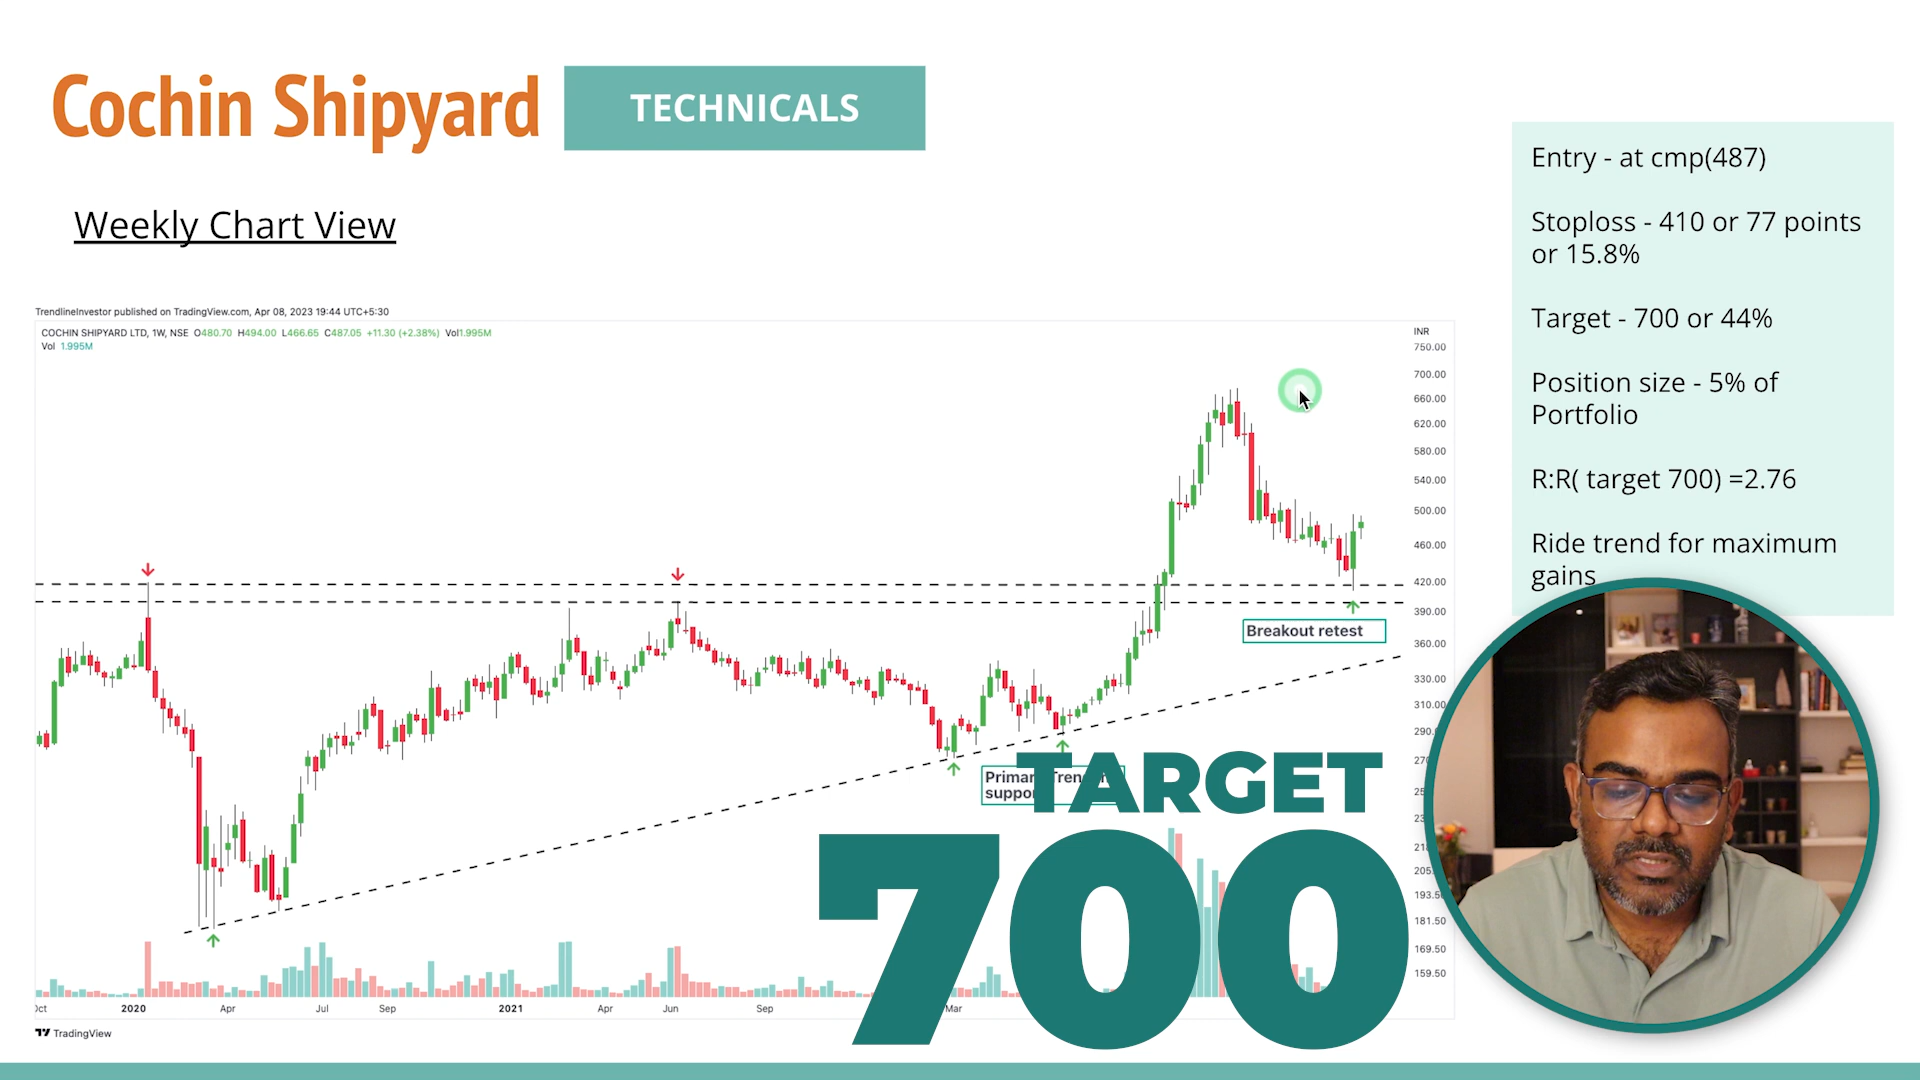 Cochin Shipyard
TECHNICALS
Weekly Chart View
Entry - at cmp(487)
Stoploss - 410 or 77 points
or 15.8%
Target - 700 or 44%
Position size - 5% of
Portfolio
R:R( target 700) =2.76
Ride trend for maximum
gains
TrendlineInvestor published on TradingView.com, Apr 08, 2023 19:44 UTC+5:30
COCHIN SHIPYARD LTD, 1W, NSE O480.70 H494.00 L466.65 C487.05 +11.30 (+2.38%) Vol1.995M
Vol 1.995M
INR
750.00
700.00
660.00
620.00
580.00
540.00
500.00
460.00
420.00
390.00
360.00
330.00
310.00
290.
193.5
181.50
169.50
159.50
Breakout retest
TARGET
700
2020
Apr
Jul
Sep
2021
Apr
Jun
Sep
Mar
TradingView